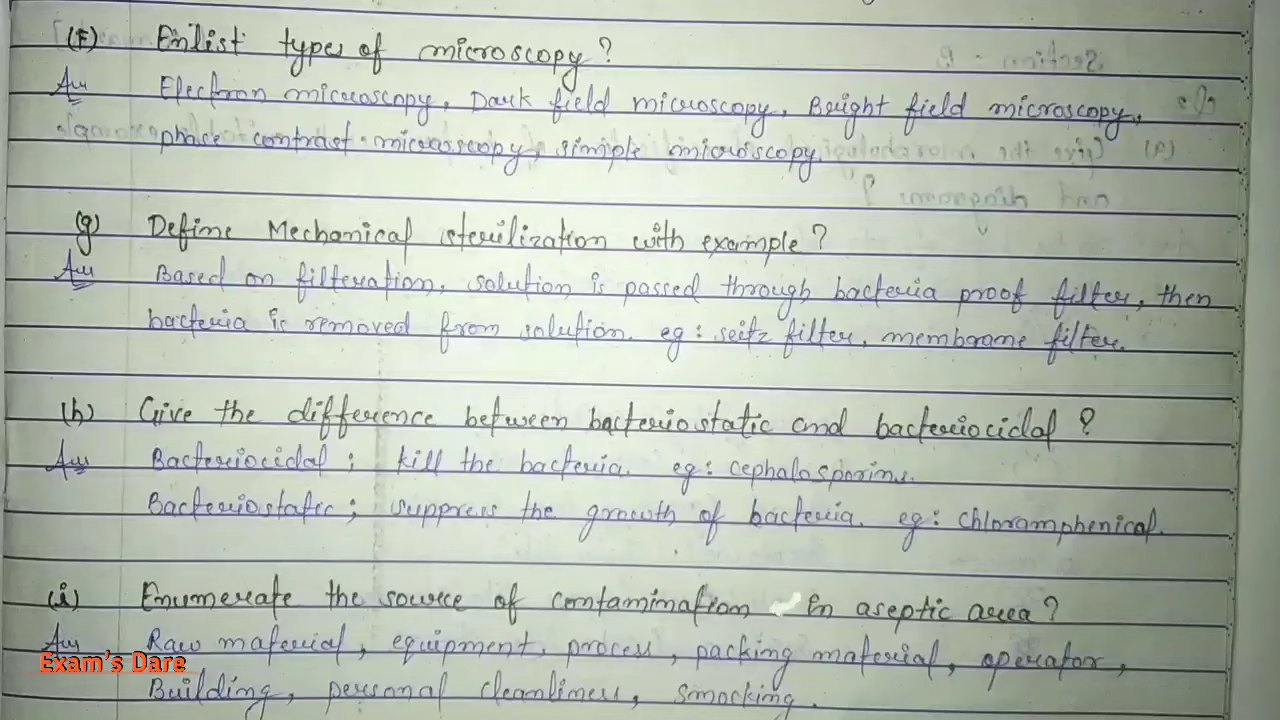 (F) Enlist types of microscopy?
Ans Electron microscopy, Dark field microscopy, Bright field microscopy,
phase contrast microscopy, simple microscopy.
(g) Define Mechanical sterilization with example?
Ans Based on filteration, solution is passed through bacteria proof filter, then
bacteria is removed from solution. eg: seitz filter, membrane filter.
(h) Give the difference between bacteriostatic and bacteriocidal?
Ans Bacteriocidal; kill the bacteria. eg: cephalosporins.
Bacteriostatic; suppress the growth of bacteria. eg: chloramphenical.
(i) Enumerate the source of contamination in aseptic area?
Ans Raw material, equipment, process, packing material, operator,
Exam's Dare
Building, personal cleanliness, smocking.